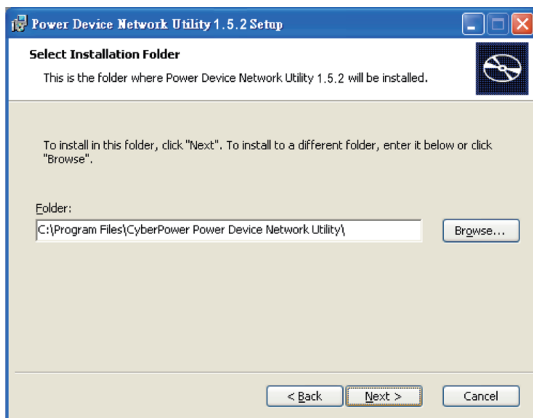 Power Device Network Utility 1.5.2 Setup
Select Installation Folder
This is the folder where Power Device Network Utility 1.5.2 will be installed.
To install in this folder, click "Next". To install to a different folder, enter it below or click
"Browse".
Folder:
C:\Program Files\CyberPower Power Device Network Utility\
Browse...
< Back Next > Cancel